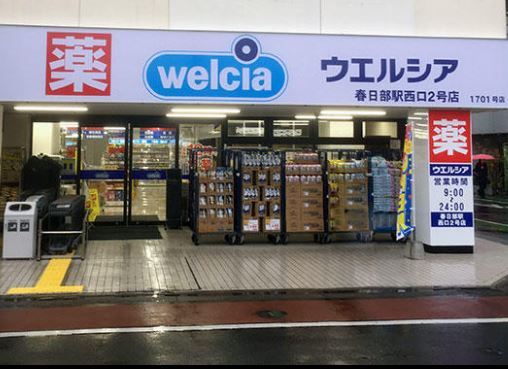 薬
welcia
ウエルシア
春日部駅西口2号店
1701号店
薬
ウエルシア
営業時間
9:00
~
24:00
春日部駅
西口2号店